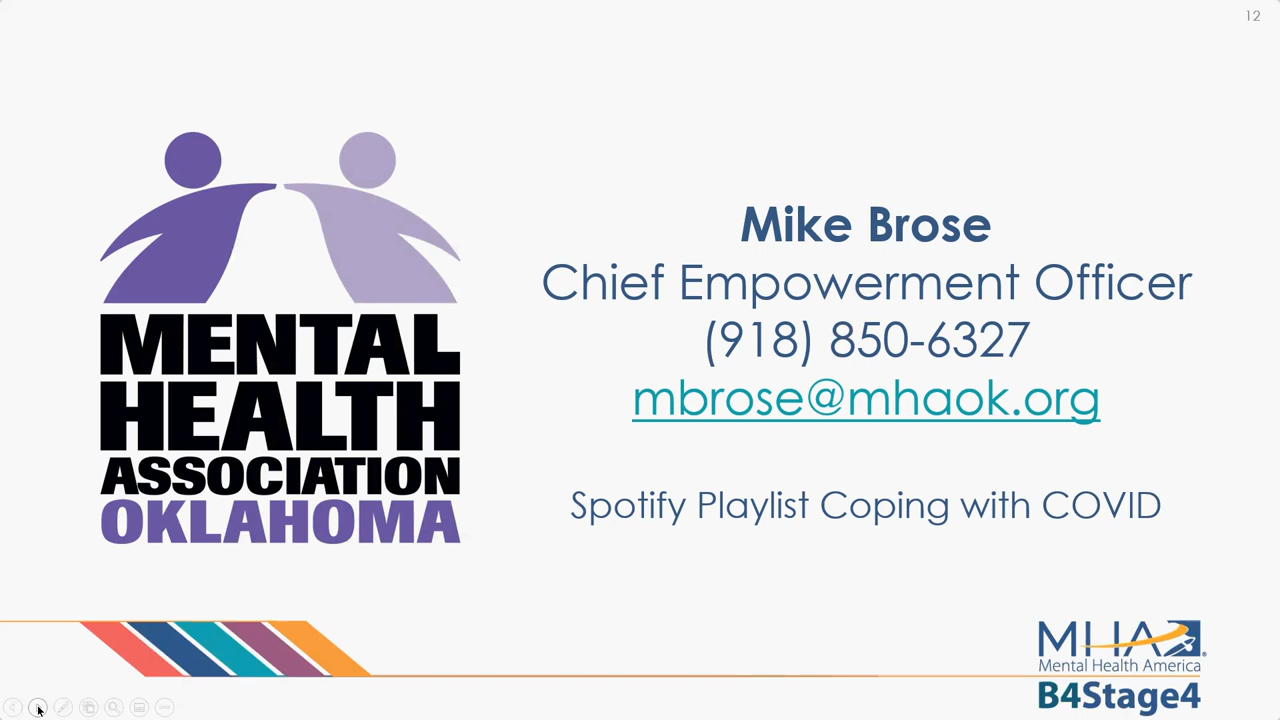 12
MENTAL
HEALTH
ASSOCIATION
OKLAHOMA
Mike Brose
Chief Empowerment Officer
(918) 850-6327
mbrose@mhaok.org
Spotify Playlist Coping with COVID
MHA®
Mental Health America
B4Stage4